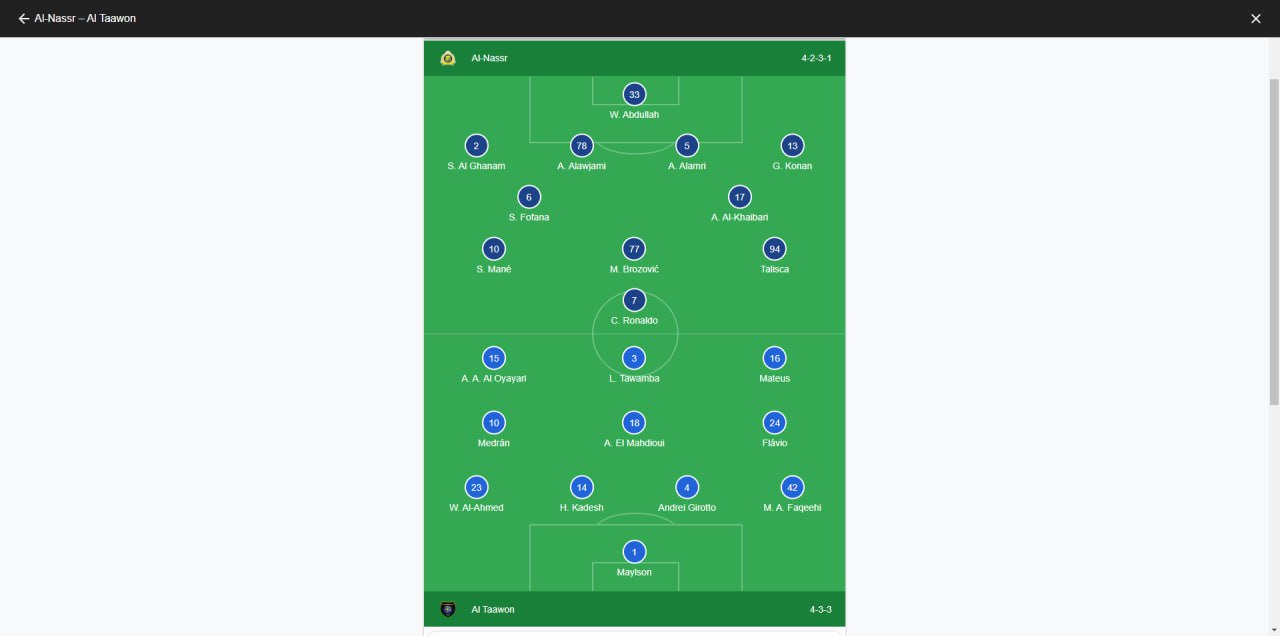 Al-Nassr – Al Taawon
Al-Nassr 4-2-3-1
33
W. Abdullah
2 78 5 13
S. Al Ghanam A. Alawjami A. Alamri G. Konan
6 17
S. Fofana A. Al-Khaibari
10 77 94
S. Mané M. Brozović Talisca
7
C. Ronaldo
15 3 16
A. A. Al Oyayari L. Tawamba Mateus
10 18 24
Medrán A. El Mahdioui Flávio
23 14 4 42
W. Al-Ahmed H. Kadesh Andrei Girotto M. A. Faqeehi
1
Maylson
Al Taawon 4-3-3